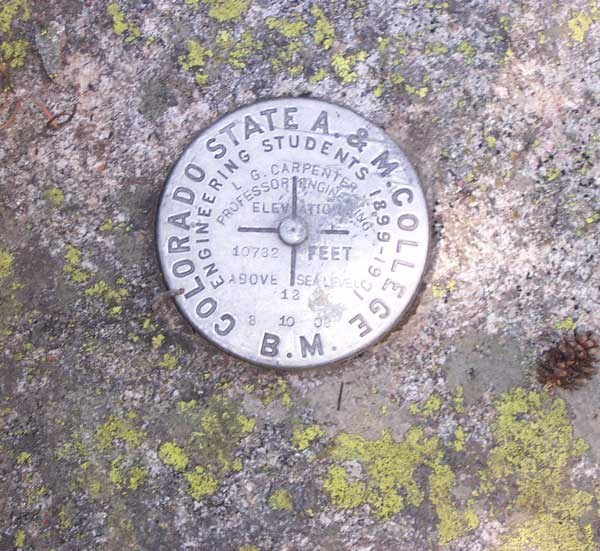 COLORADO STATE A. & M. COLLEGE
ENGINEERING STUDENTS 1899-1901
L. G. CARPENTER
PROFESSOR ENGINEERING
ELEVATION
10732 FEET
ABOVE SEA LEVEL
12
8 10 08
B.M.